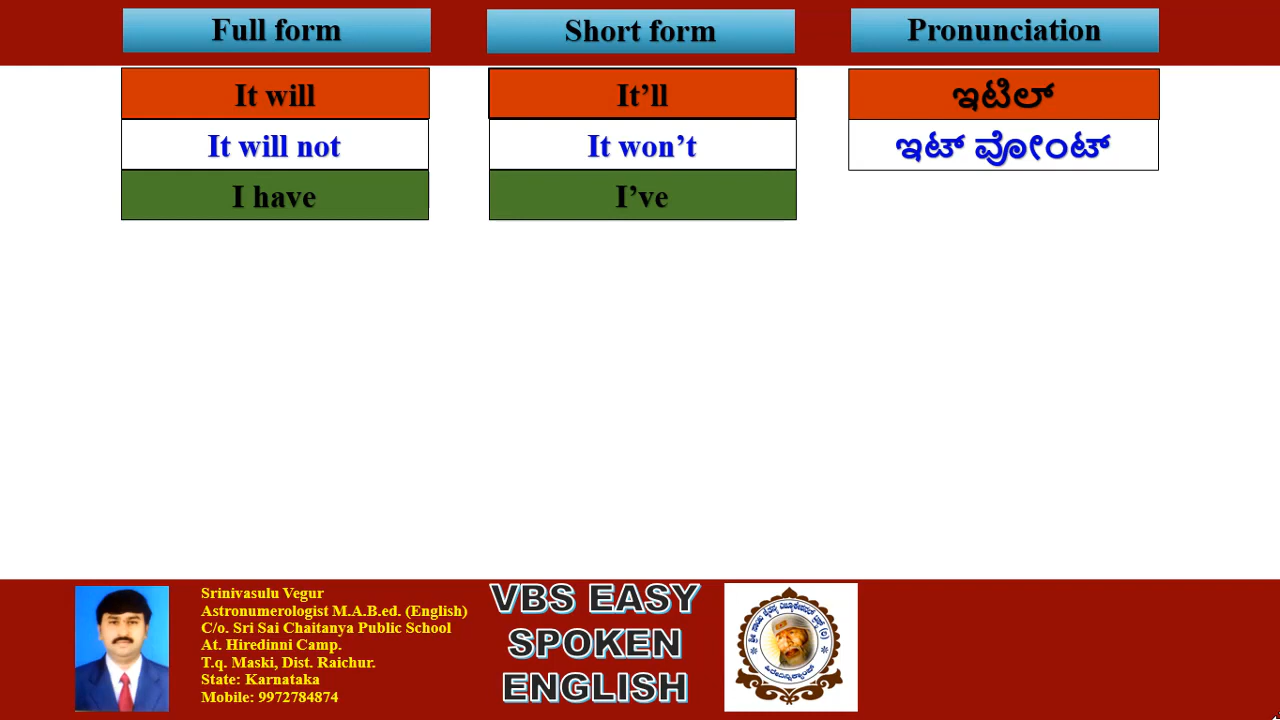 Full form Short form Pronunciation
It will It’ll ಇಟಿಲ್
It will not It won’t ಇಟ್ ವೋಂಟ್
I have I’ve
Srinivasulu Vegur
Astronumerologist M.A.B.ed. (English)
C/o. Sri Sai Chaitanya Public School
At. Hiredinni Camp.
T.q. Maski, Dist. Raichur.
State: Karnataka
Mobile: 9972784874
VBS EASY
SPOKEN
ENGLISH